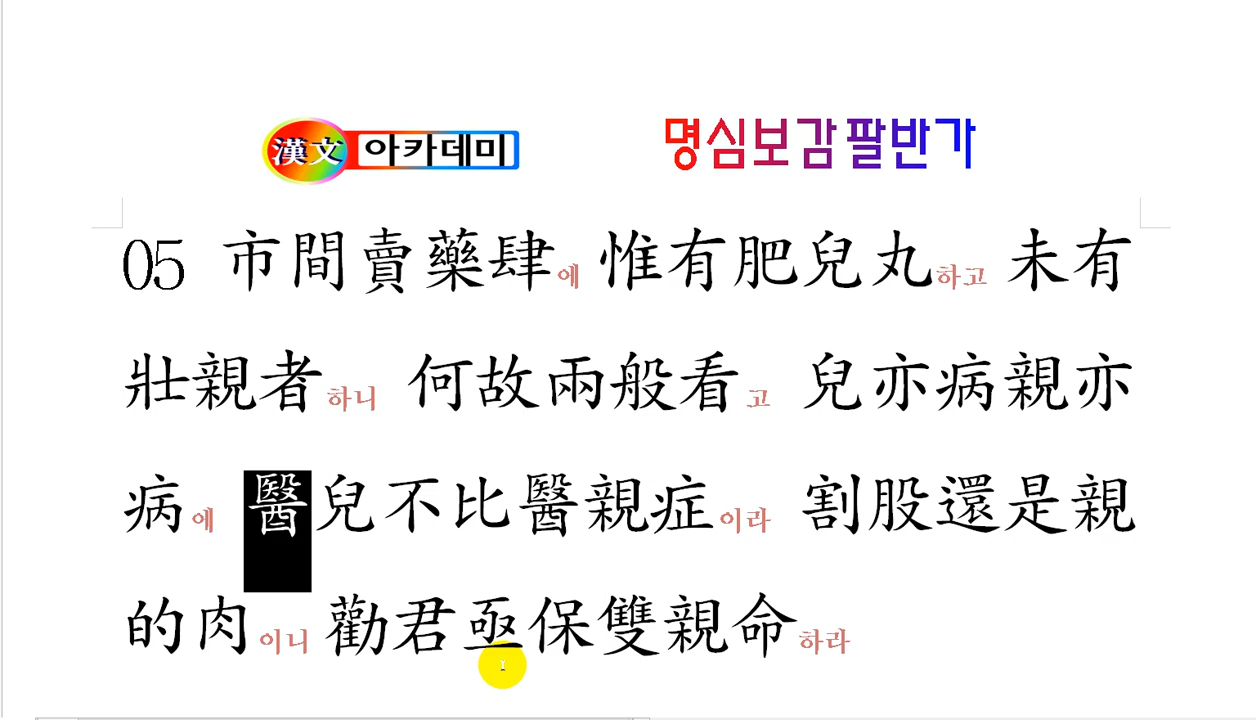 漢文 아카데미 명심보감팔반가
05 市間賣藥肆에 惟有肥兒丸하고 未有
壯親者하니 何故兩般看고 兒亦病親亦
病에 醫兒不比醫親症이라 割股還是親
的肉이니 勸君亟保雙親命하라